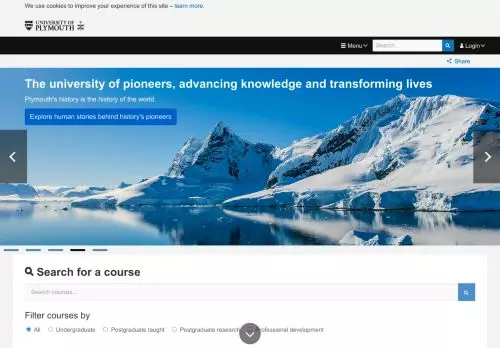 We use cookies to improve your experience of this site – learn more.
UNIVERSITY OF
PLYMOUTH
Menu
Search...
Login
Share
The university of pioneers, advancing knowledge and transforming lives
Plymouth's history is the history of the world
Explore human stories behind history's pioneers
Search for a course
Search courses...
Filter courses by
All Undergraduate Postgraduate taught Postgraduate research Professional development